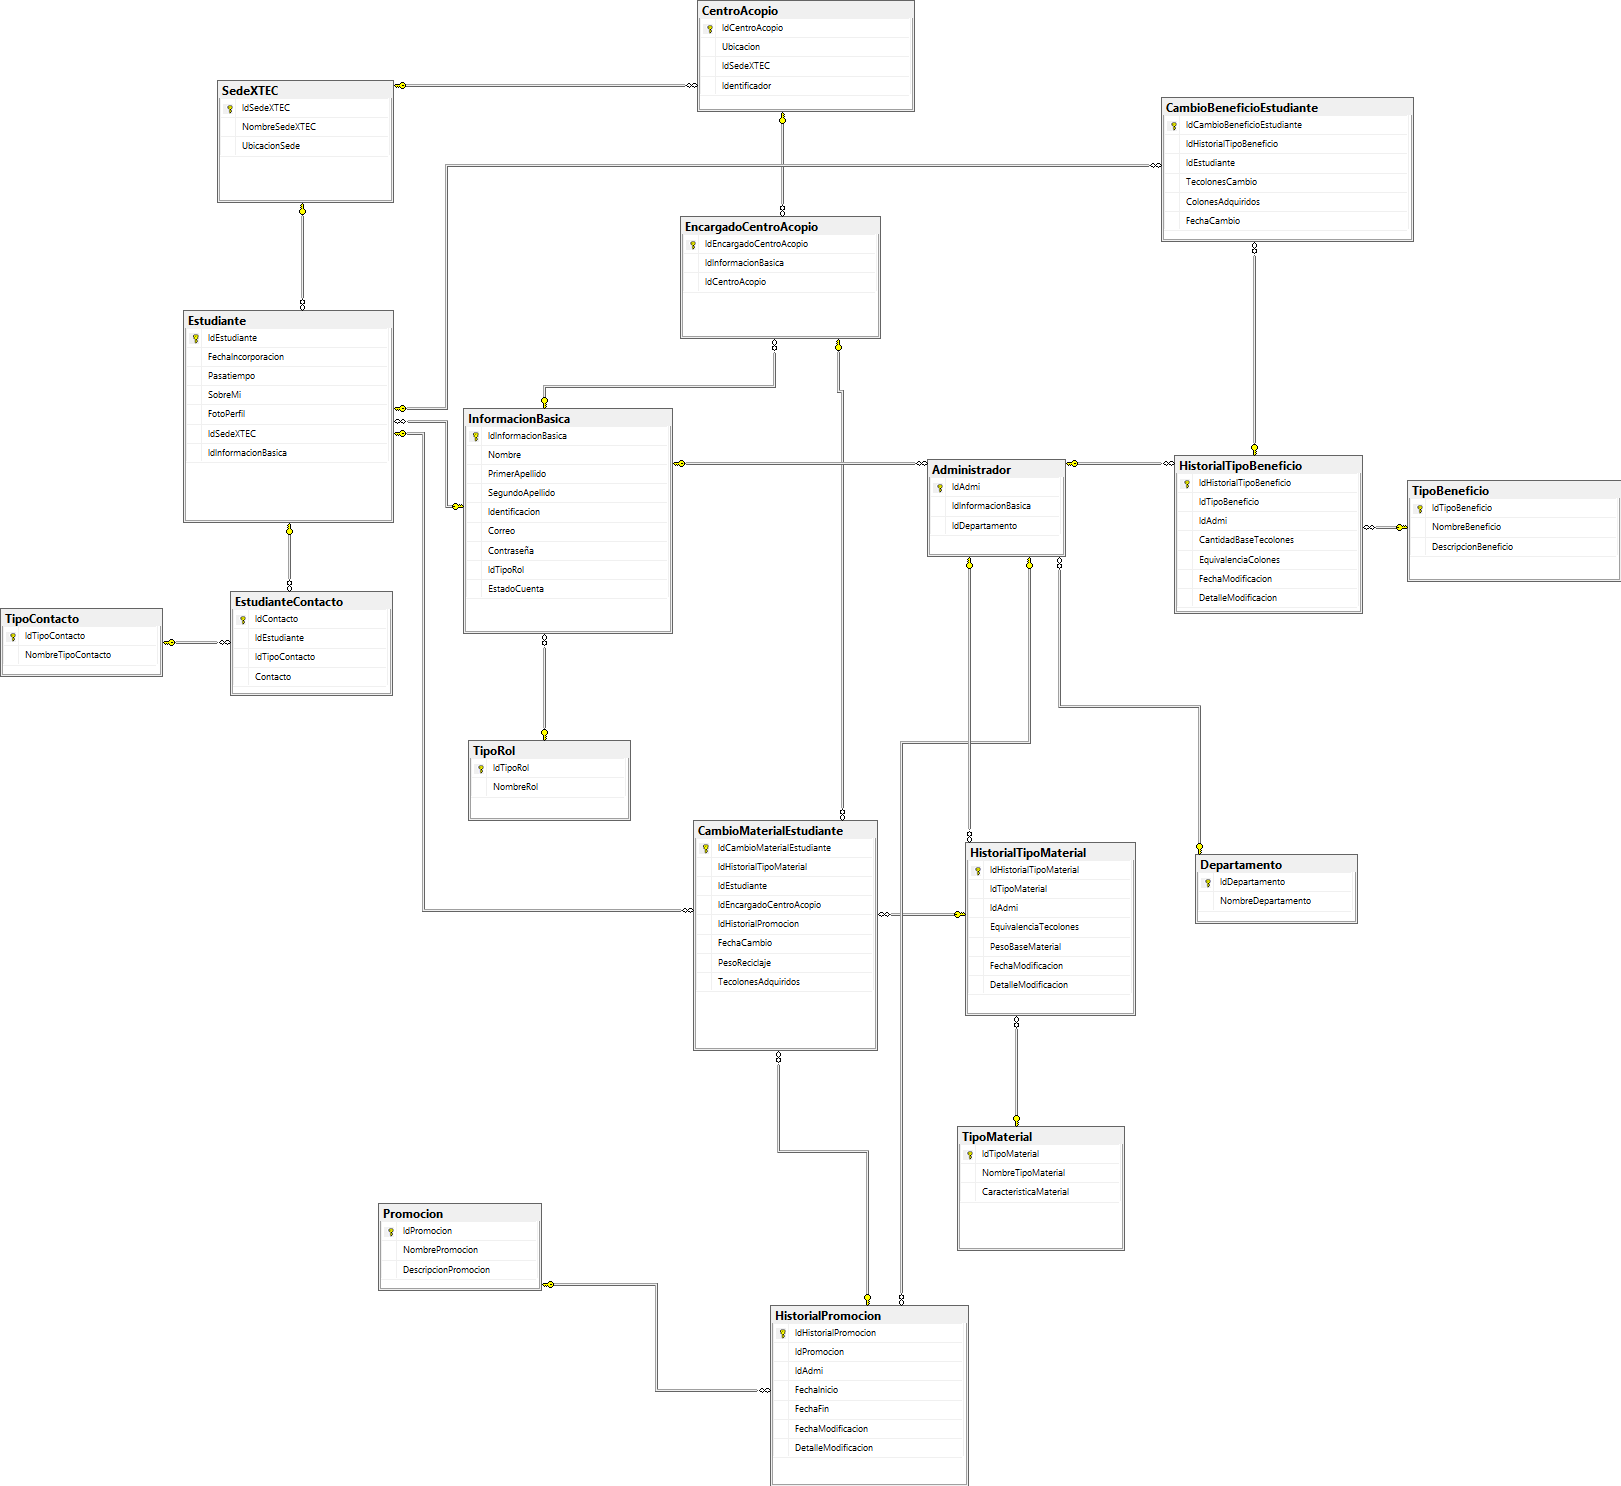 CentroAcopio
IdCentroAcopio
Ubicacion
IdSedeXTEC
Identificador
SedeXTEC
IdSedeXTEC
NombreSedeXTEC
UbicacionSede
CambioBeneficioEstudiante
IdCambioBeneficioEstudiante
IdHistorialTipoBeneficio
IdEstudiante
TecolonesCambio
ColonesAdquiridos
FechaCambio
EncargadoCentroAcopio
IdEncargadoCentroAcopio
IdInformacionBasica
IdCentroAcopio
Estudiante
IdEstudiante
FechaIncorporacion
Pasatiempo
SobreMi
FotoPerfil
IdSedeXTEC
IdInformacionBasica
InformacionBasica
IdInformacionBasica
Nombre
PrimerApellido
SegundoApellido
Identificacion
Correo
Contraseña
IdTipoRol
EstadoCuenta
Administrador
IdAdmi
IdInformacionBasica
IdDepartamento
HistorialTipoBeneficio
IdHistorialTipoBeneficio
IdTipoBeneficio
IdAdmi
CantidadBaseTecolones
EquivalenciaColones
FechaModificacion
DetalleModificacion
TipoBeneficio
IdTipoBeneficio
NombreBeneficio
DescripcionBeneficio
TipoContacto
IdTipoContacto
NombreTipoContacto
EstudianteContacto
IdContacto
IdEstudiante
IdTipoContacto
Contacto
TipoRol
IdTipoRol
NombreRol
CambioMaterialEstudiante
IdCambioMaterialEstudiante
IdHistorialTipoMaterial
IdEstudiante
IdEncargadoCentroAcopio
IdHistorialPromocion
FechaCambio
PesoReciclaje
TecolonesAdquiridos
HistorialTipoMaterial
IdHistorialTipoMaterial
IdTipoMaterial
IdAdmi
EquivalenciaTecolones
PesoBaseMaterial
FechaModificacion
DetalleModificacion
Departamento
IdDepartamento
NombreDepartamento
TipoMaterial
IdTipoMaterial
NombreTipoMaterial
CaracteristicaMaterial
Promocion
IdPromocion
NombrePromocion
DescripcionPromocion
HistorialPromocion
IdHistorialPromocion
IdPromocion
IdAdmi
FechaInicio
FechaFin
FechaModificacion
DetalleModificacion